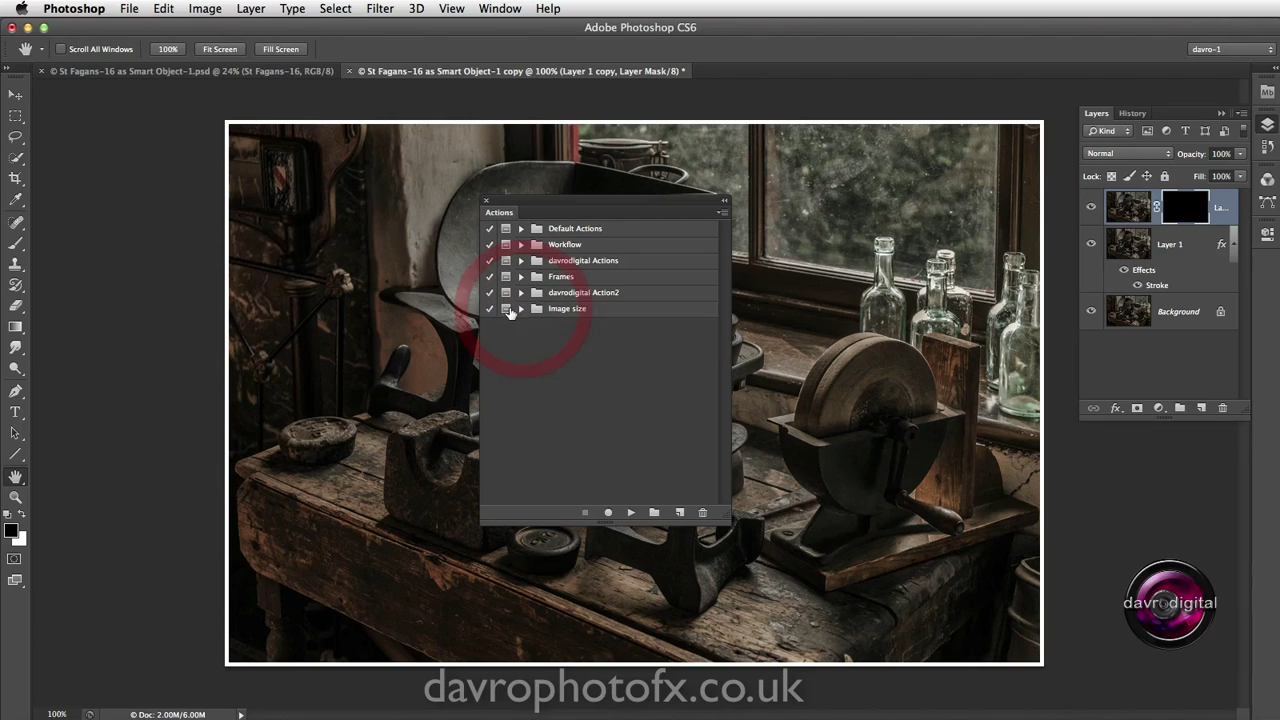 Photoshop File Edit Image Layer Type Select Filter 3D View Window Help
Adobe Photoshop CS6
Scroll All Windows 100% Fit Screen Fill Screen davro-1
© St Fagans-16 as Smart Object-1.psd @ 24% (St Fagans-16, RGB/8) © St Fagans-16 as Smart Object-1 copy @ 100% (Layer 1 copy, Layer Mask/8) *
Mb
Layers History
Kind
Normal Opacity: 100%
Lock: Fill: 100%
La...
Layer 1 fx
Effects
Stroke
Background
fx
Actions
Default Actions
Workflow
davrodigital Actions
Frames
davrodigital Action2
Image size
davrodigital
davrophotofx.co.uk
100% © Doc: 2.00M/6.00M